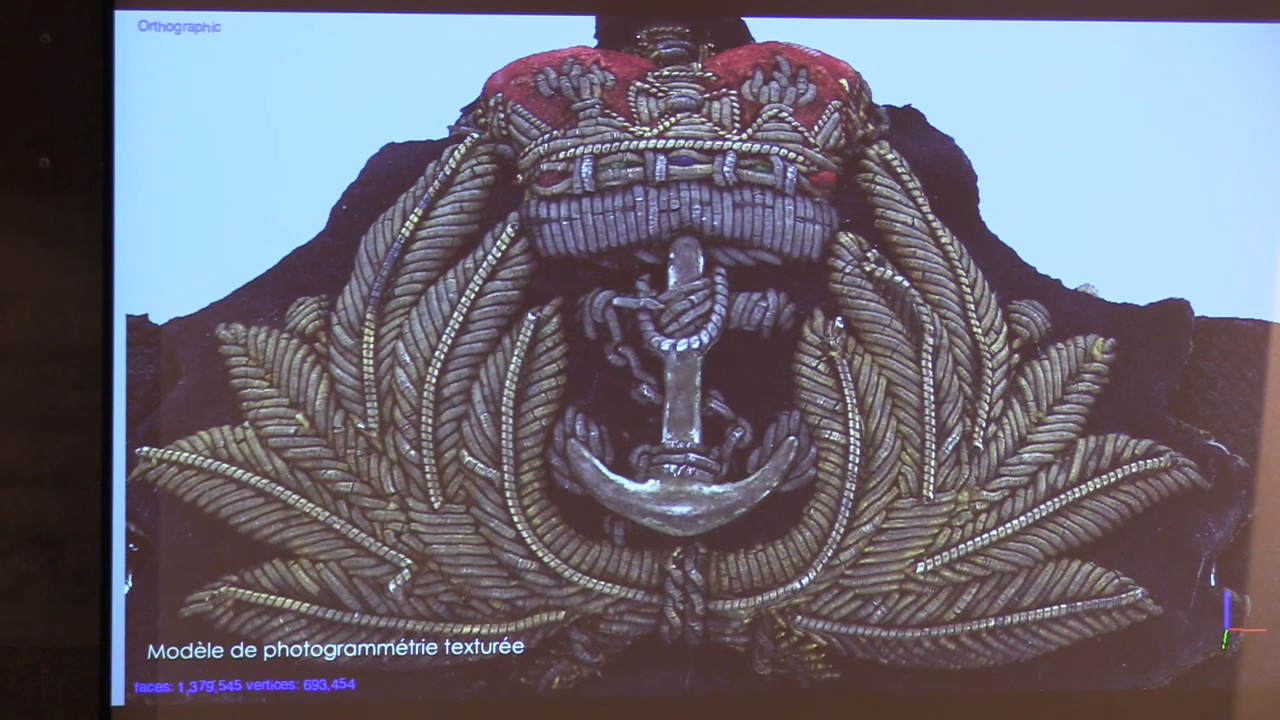 Orthographic
Modèle de photogrammétrie texturée
faces: 1,379,545 vertices: 693,454